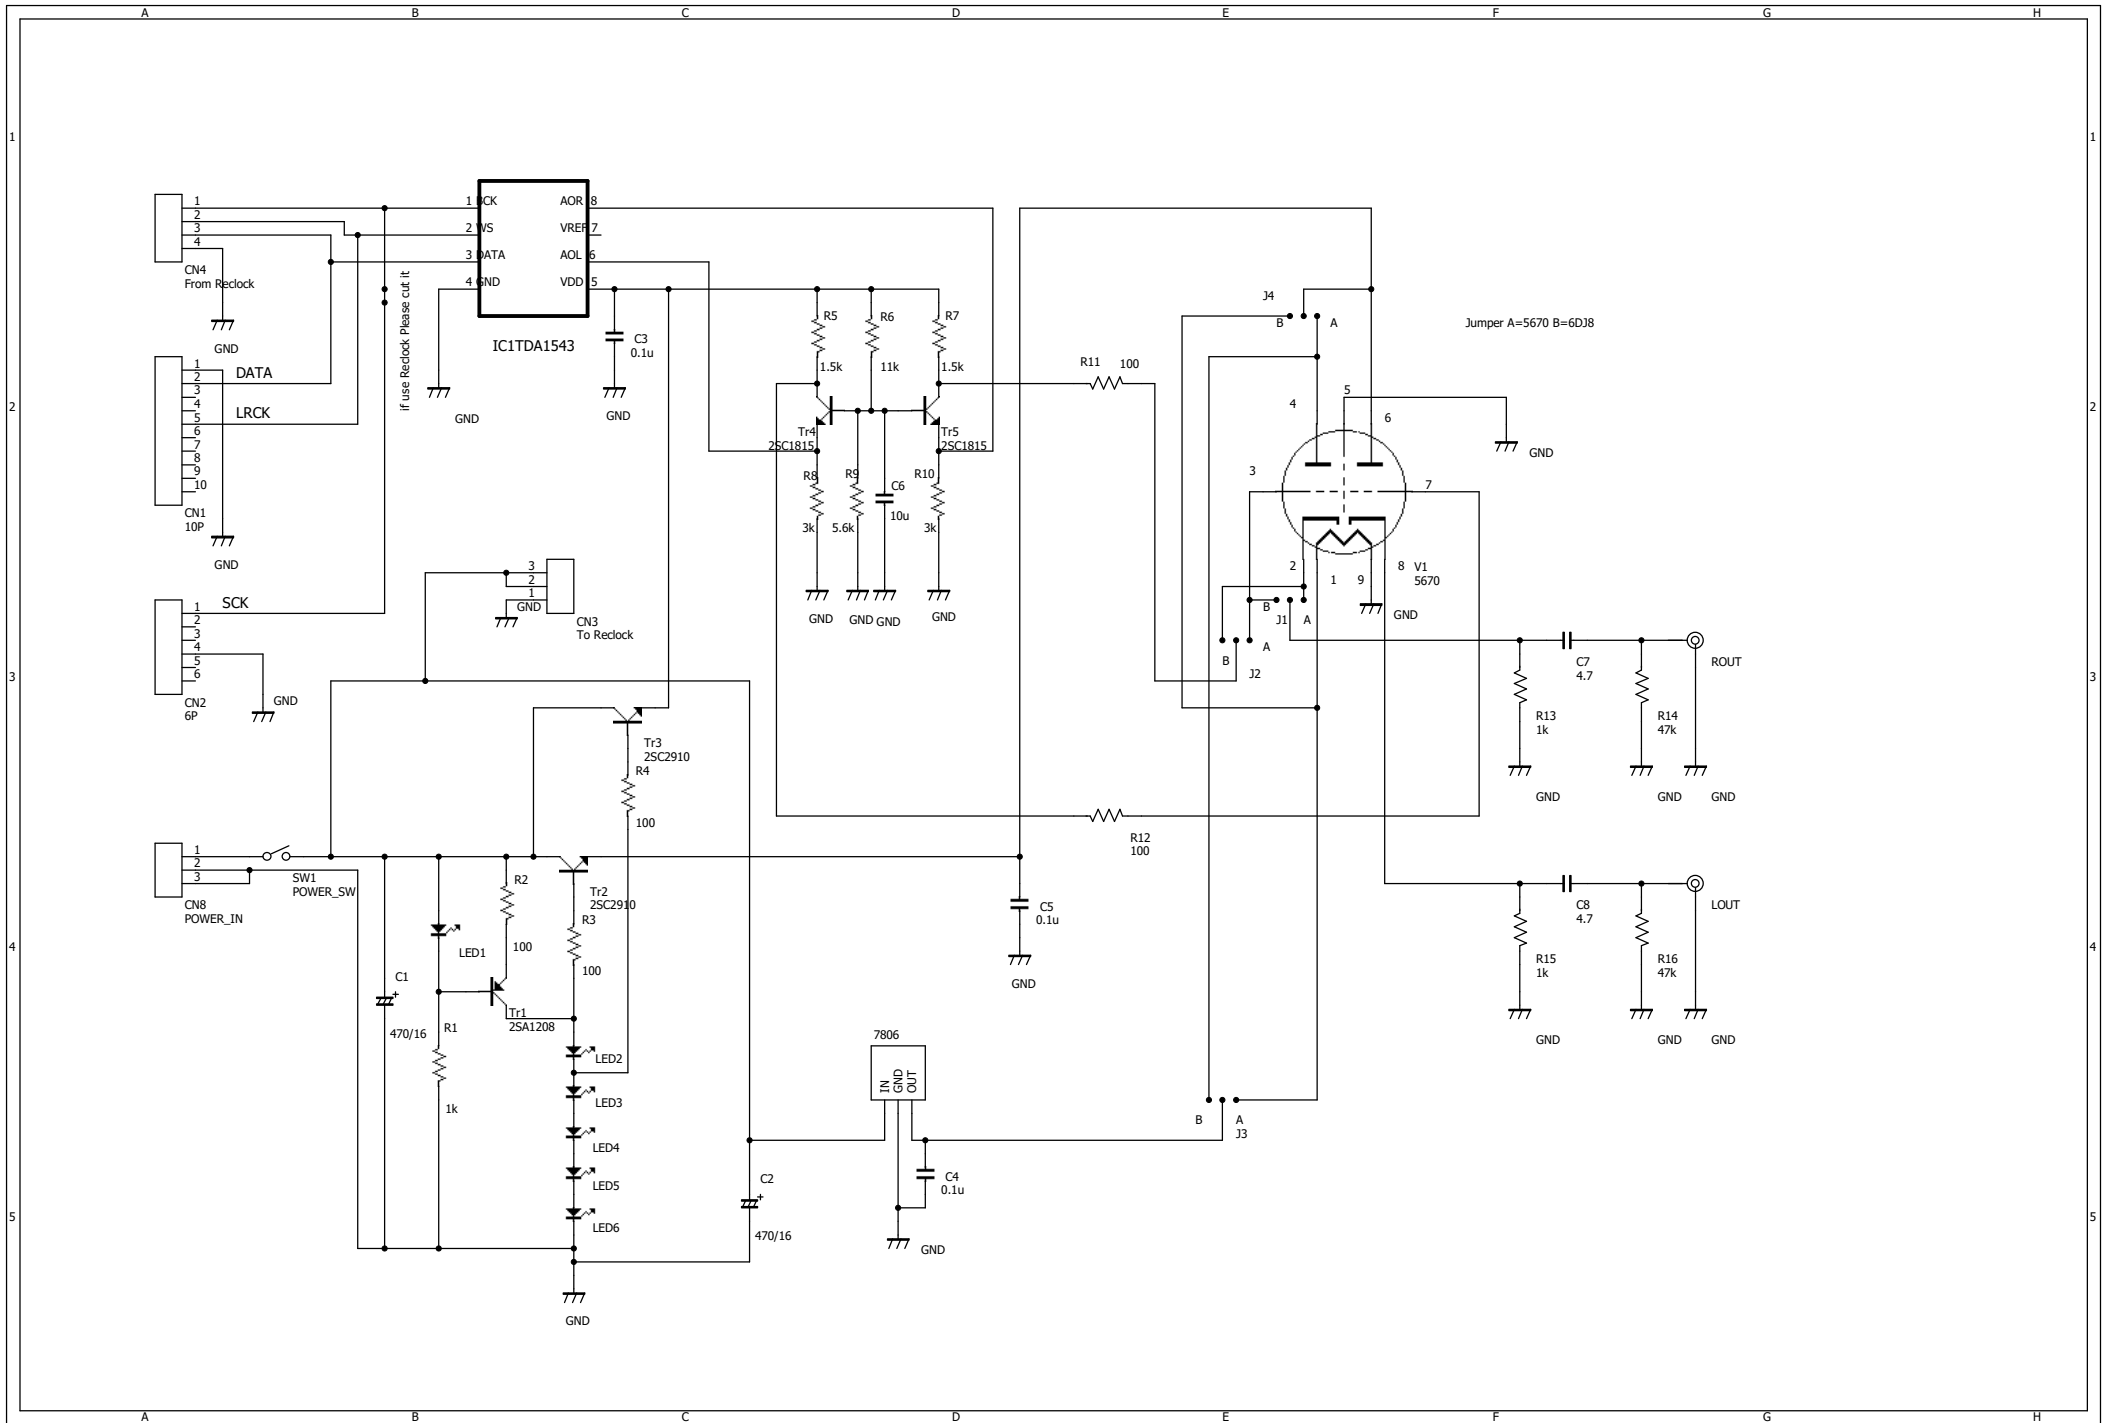 A B C D E F G H
1 1
2 2
3 3
4 4
5 5
1
2
3
4
CN4
From Reclock
GND
1 BCK
2 WS
3 DATA
4 GND
AOR 8
VREF 7
AOL 6
VDD 5
IC1TDA1543
GND
if use Reclock Please cut it
C3
0.1u
GND
1
2
3
4
5
6
7
8
9
10
DATA
LRCK
CN1
10P
GND
R5
1.5k
R6
11k
R7
1.5k
Tr4
2SC1815
Tr5
2SC1815
R8
3k
R9
5.6k
C6
10u
R10
3k
GND
GND
GND
GND
R11 100
J4
B A
Jumper A=5670 B=6DJ8
4
5
6
GND
3
7
2
1
9
8
V1
5670
GND
B
J1
A
B
A
J2
1
2
3
4
5
6
SCK
CN2
6P
GND
3
2
1
GND
CN3
To Reclock
C7
4.7
ROUT
R13
1k
R14
47k
GND
GND
GND
Tr3
2SC2910
R4
100
R12
100
1
2
3
CN8
POWER_IN
SW1
POWER_SW
R2
100
Tr2
2SC2910
R3
100
LED1
C1
+
470/16
R1
1k
Tr1
2SA1208
LED2
LED3
LED4
LED5
LED6
GND
C5
0.1u
GND
C8
4.7
LOUT
R15
1k
R16
47k
GND
GND
GND
7806
IN
GND
OUT
C4
0.1u
GND
C2
+
470/16
B A
J3
A B C D E F G H